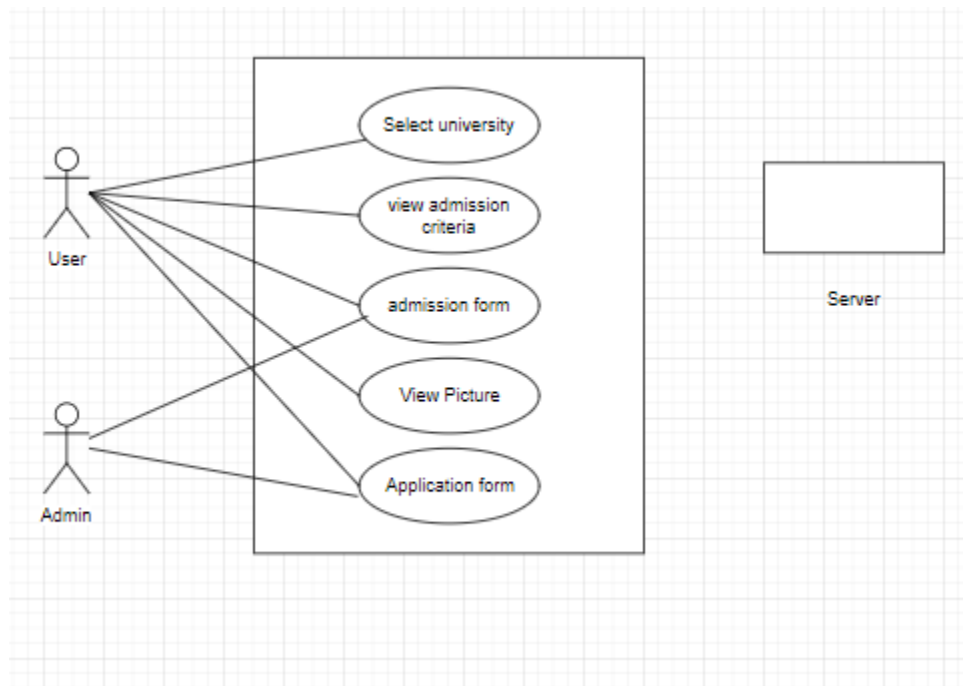 Select university
view admission
criteria
User
admission form
Server
View Picture
Application form
Admin